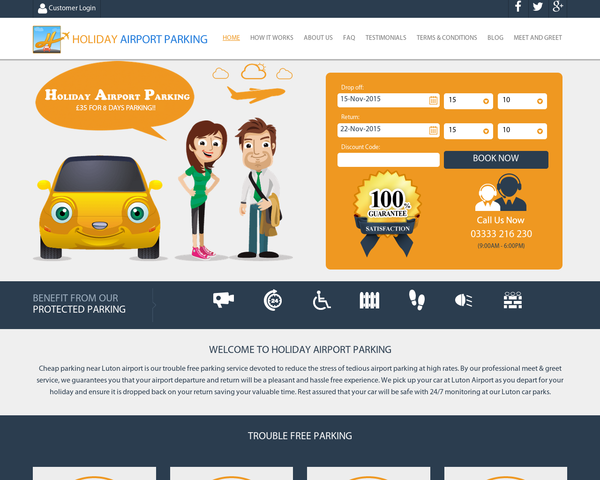 Customer Login
HOLIDAY AIRPORT PARKING
HOME HOW IT WORKS ABOUT US FAQ TESTIMONIALS TERMS & CONDITIONS BLOG MEET AND GREET
Holiday Airport Parking
£35 FOR 8 DAYS PARKING!!
Drop off:
15-Nov-2015 15 10
Return:
22-Nov-2015 15 10
Discount Code:
BOOK NOW
100%
GUARANTEE
SATISFACTION
Call Us Now
03333 216 230
(9:00AM - 6:00PM)
BENEFIT FROM OUR
PROTECTED PARKING
24
WELCOME TO HOLIDAY AIRPORT PARKING
Cheap parking near Luton airport is our trouble free parking service devoted to reduce the stress of tedious airport parking at high rates. By our professional meet & greet
service, we guarantees you that your airport departure and return will be a pleasant and hassle free experience. We pick up your car at Luton Airport as you depart for your
holiday and ensure it is dropped back on your return saving your valuable time. Rest assured that your car will be safe with 24/7 monitoring at our Luton car parks.
TROUBLE FREE PARKING